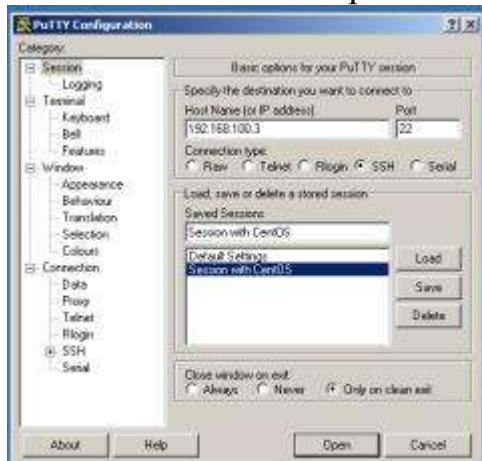 PuTTY Configuration
Category:
Session
Logging
Terminal
Keyboard
Bell
Features
Window
Appearance
Behaviour
Translation
Selection
Colours
Connection
Data
Proxy
Telnet
Rlogin
SSH
Serial
Basic options for your PuTTY session
Specify the destination you want to connect to
Host Name (or IP address) Port
192.168.100.3 22
Connection type:
Raw Telnet Rlogin SSH Serial
Load, save or delete a stored session
Saved Sessions
Session with CentOS
Default Settings
Session with CentOS
Load
Save
Delete
Close window on exit:
Always Never Only on clean exit
About Help Open Cancel